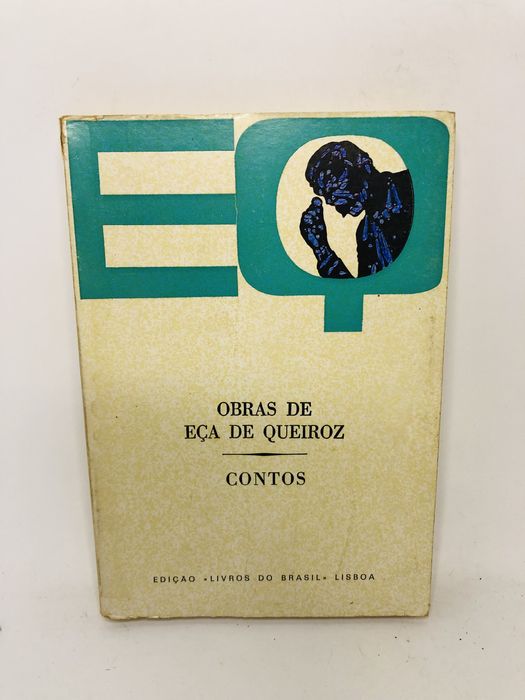 EQ
OBRAS DE
EÇA DE QUEIROZ
CONTOS
EDIÇÃO «LIVROS DO BRASIL» LISBOA